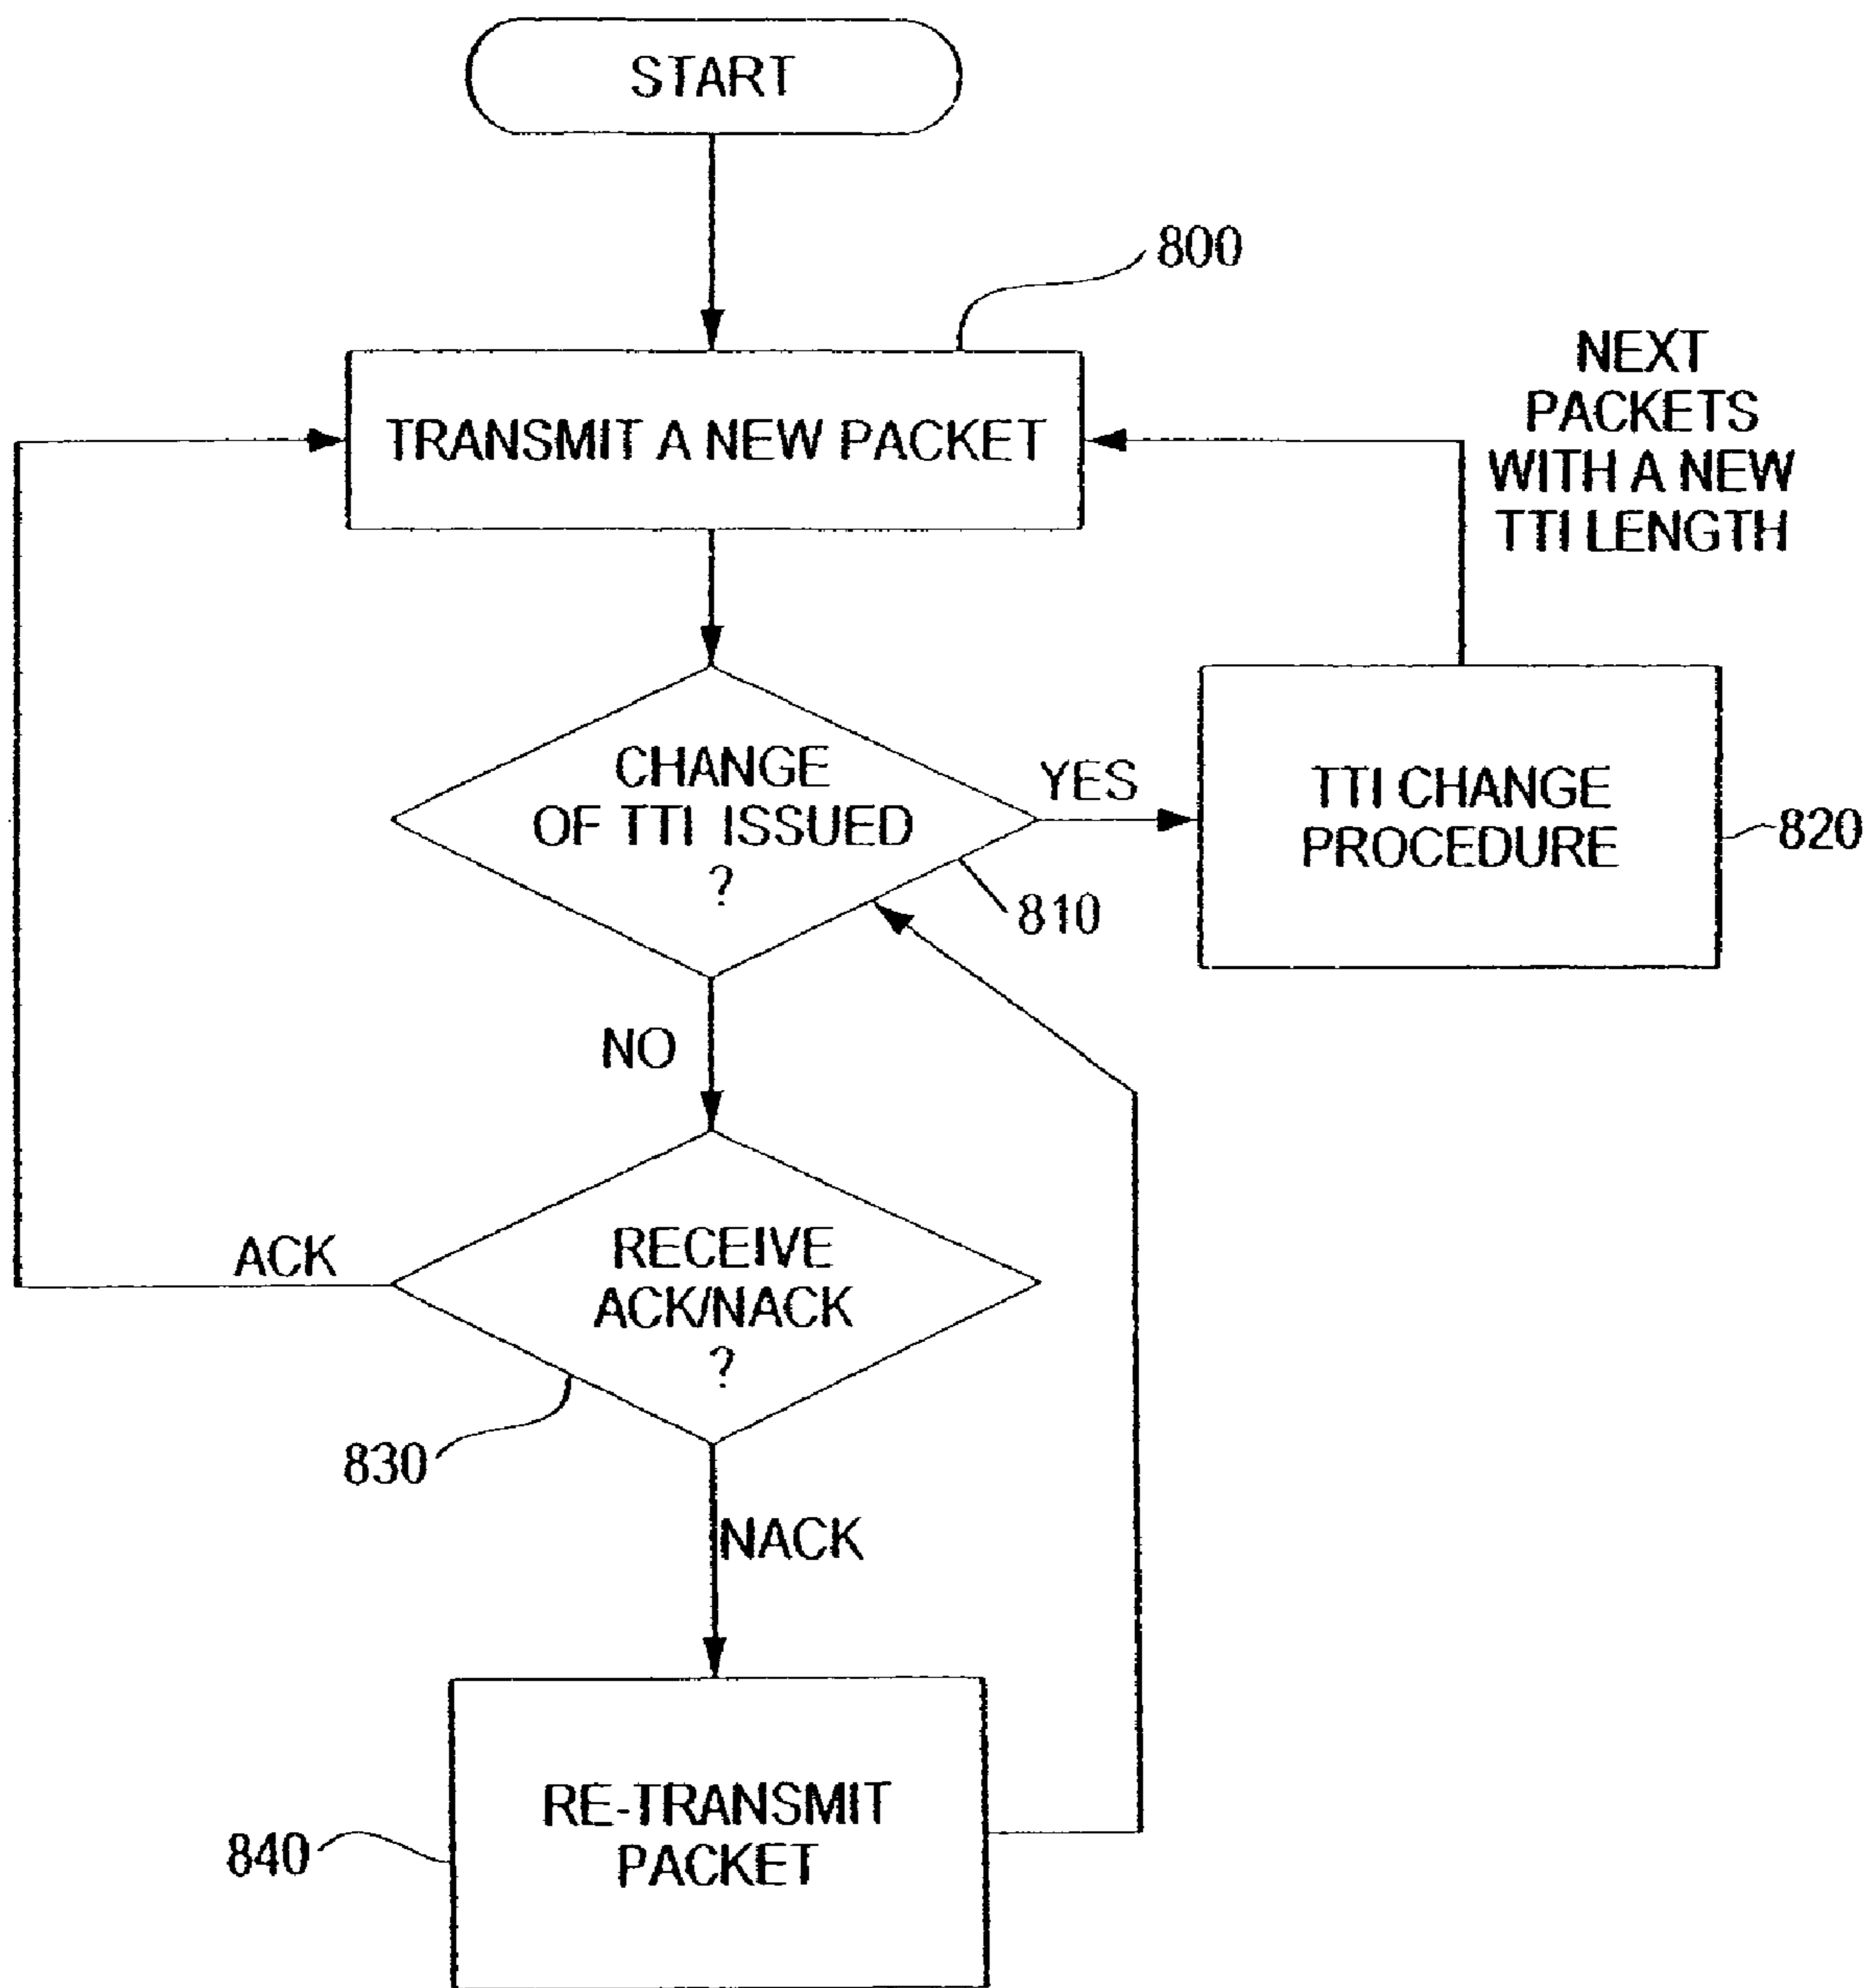 START
800
TRANSMIT A NEW PACKET
NEXT
PACKETS
WITH A NEW
TTI LENGTH
CHANGE
OF TTI ISSUED
?
YES
810
TTI CHANGE
PROCEDURE
820
NO
RECEIVE
ACK/NACK
?
ACK
830
NACK
RE-TRANSMIT
PACKET
840